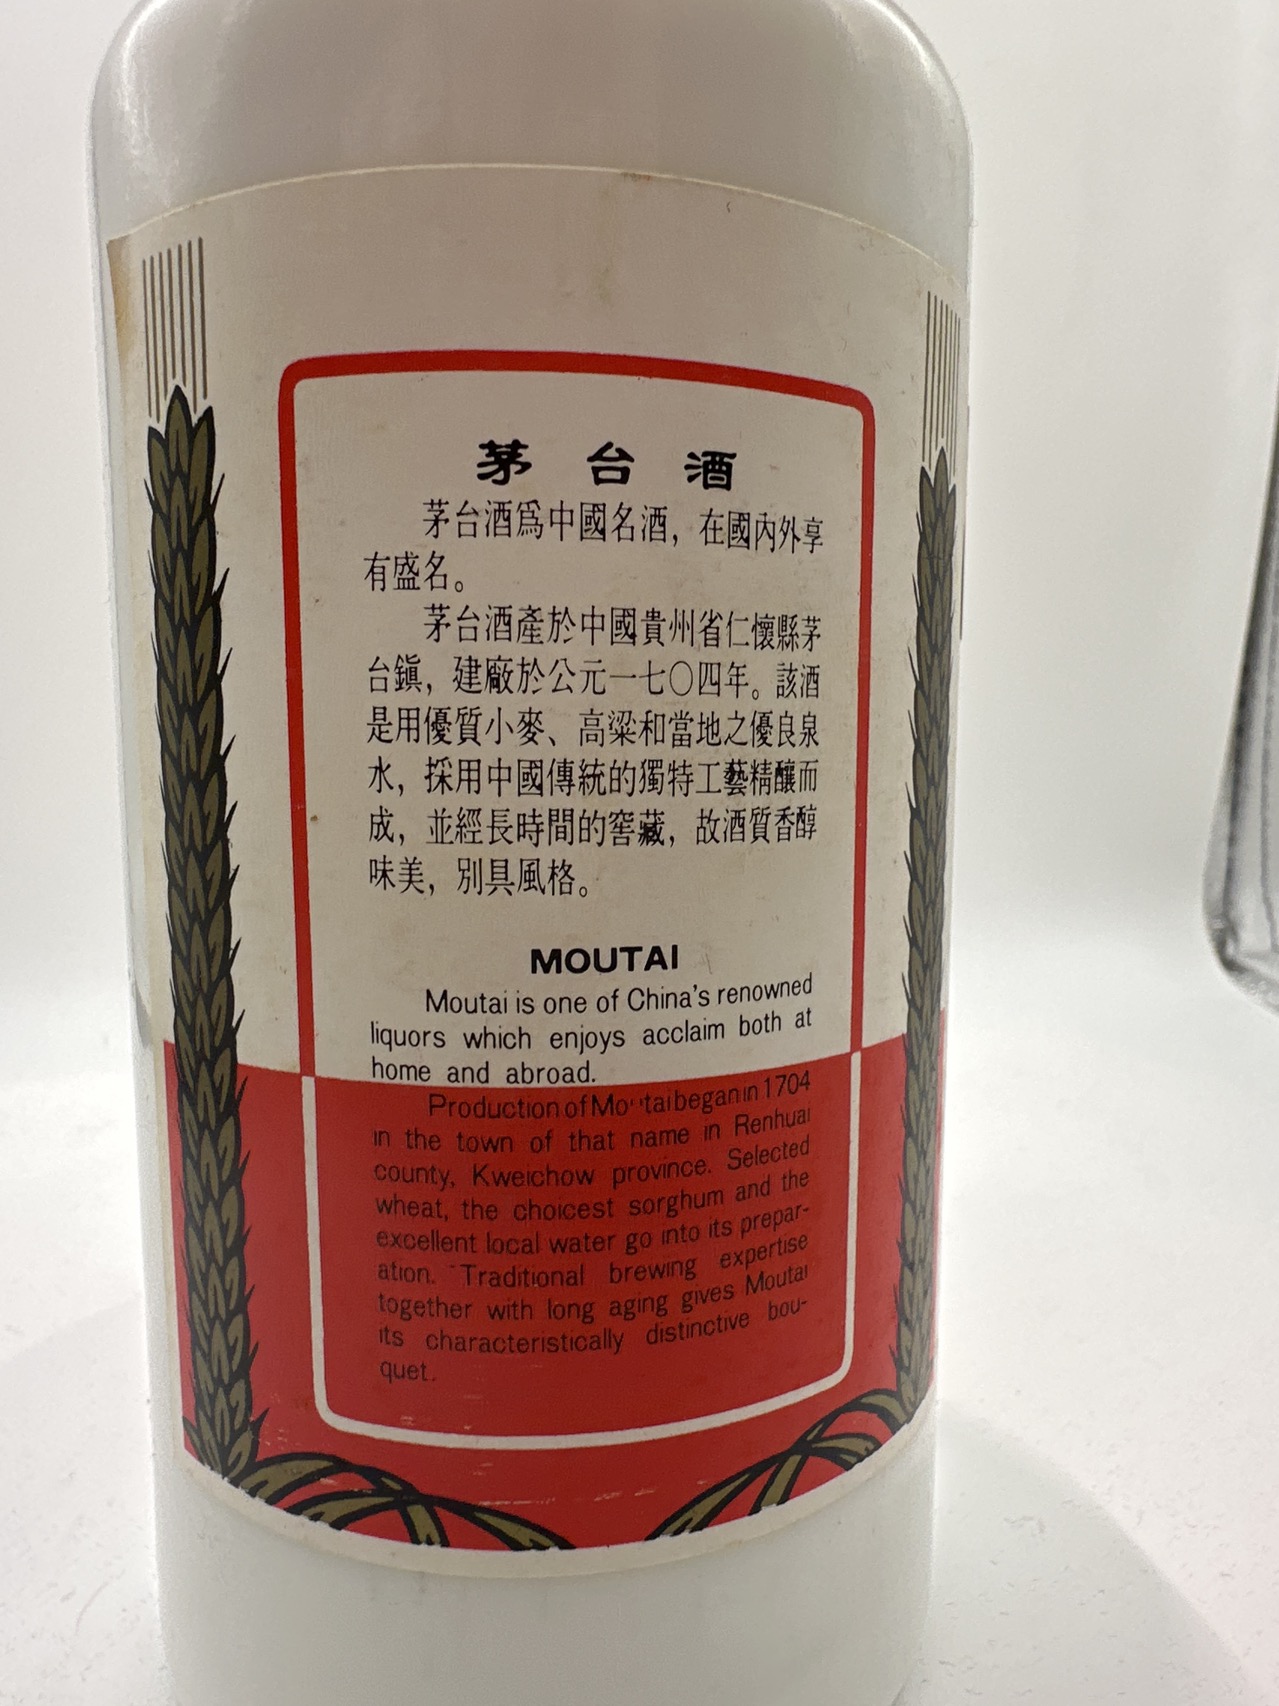 茅台酒
茅台酒爲中國名酒，在國內外享
有盛名。
茅台酒產於中國貴州省仁懷縣茅
台鎭，建廠於公元一七〇四年。該酒
是用優質小麥、高粱和當地之優良泉
水，採用中國傳統的獨特工藝精釀而
成，並經長時間的窖藏，故酒質香醇
味美，別具風格。
MOUTAI
Moutai is one of China's renowned
liquors which enjoys acclaim both at
home and abroad.
Production of Moutai began in 1704
in the town of that name in Renhuai
county, Kweichow province. Selected
wheat, the choicest sorghum and the
excellent local water go into its prepar-
ation. Traditional brewing expertise
together with long aging gives Moutai
its characteristically distinctive bou-
quet.